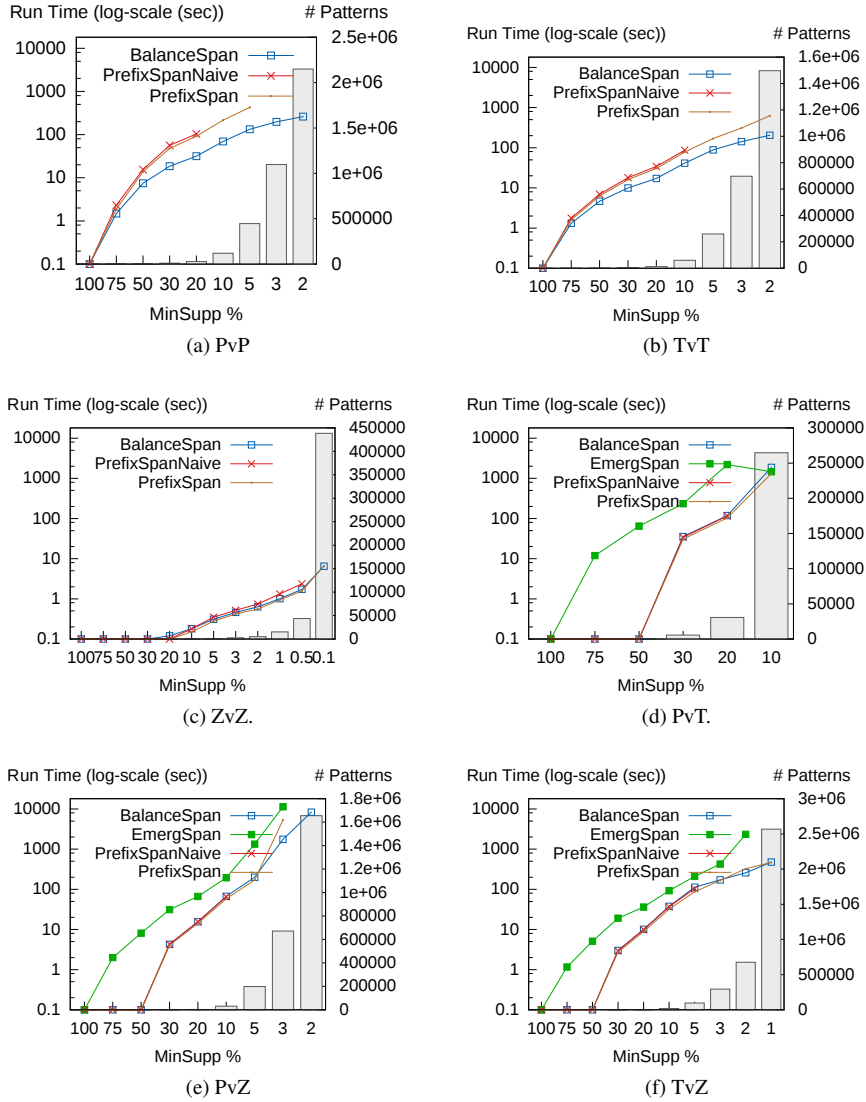 Run Time (log-scale (sec)) # Patterns
10000
1000
100
10
1
0.1
BalanceSpan
PrefixSpanNaive
PrefixSpan
2.5e+06
2e+06
1.5e+06
1e+06
500000
0
100 75 50 30 20 10 5 3 2
MinSupp %
(a) PvP
Run Time (log-scale (sec)) # Patterns
10000
1000
100
10
1
0.1
BalanceSpan
PrefixSpanNaive
PrefixSpan
1.6e+06
1.4e+06
1.2e+06
1e+06
800000
600000
400000
200000
0
100 75 50 30 20 10 5 3 2
MinSupp %
(b) TvT
Run Time (log-scale (sec)) # Patterns
10000
1000
100
10
1
0.1
BalanceSpan
PrefixSpanNaive
PrefixSpan
450000
400000
350000
300000
250000
200000
150000
100000
50000
0
100 75 50 30 20 10 5 3 2 1 0.5 0.1
MinSupp %
(c) ZvZ.
Run Time (log-scale (sec)) # Patterns
10000
1000
100
10
1
0.1
BalanceSpan
EmergSpan
PrefixSpanNaive
PrefixSpan
300000
250000
200000
150000
100000
50000
0
100 75 50 30 20 10
MinSupp %
(d) PvT.
Run Time (log-scale (sec)) # Patterns
10000
1000
100
10
1
0.1
BalanceSpan
EmergSpan
PrefixSpanNaive
PrefixSpan
1.8e+06
1.6e+06
1.4e+06
1.2e+06
1e+06
800000
600000
400000
200000
0
100 75 50 30 20 10 5 3 2
MinSupp %
(e) PvZ
Run Time (log-scale (sec)) # Patterns
10000
1000
100
10
1
0.1
BalanceSpan
EmergSpan
PrefixSpanNaive
PrefixSpan
3e+06
2.5e+06
2e+06
1.5e+06
1e+06
500000
0
100 75 50 30 20 10 5 3 2 1
MinSupp %
(f) TvZ